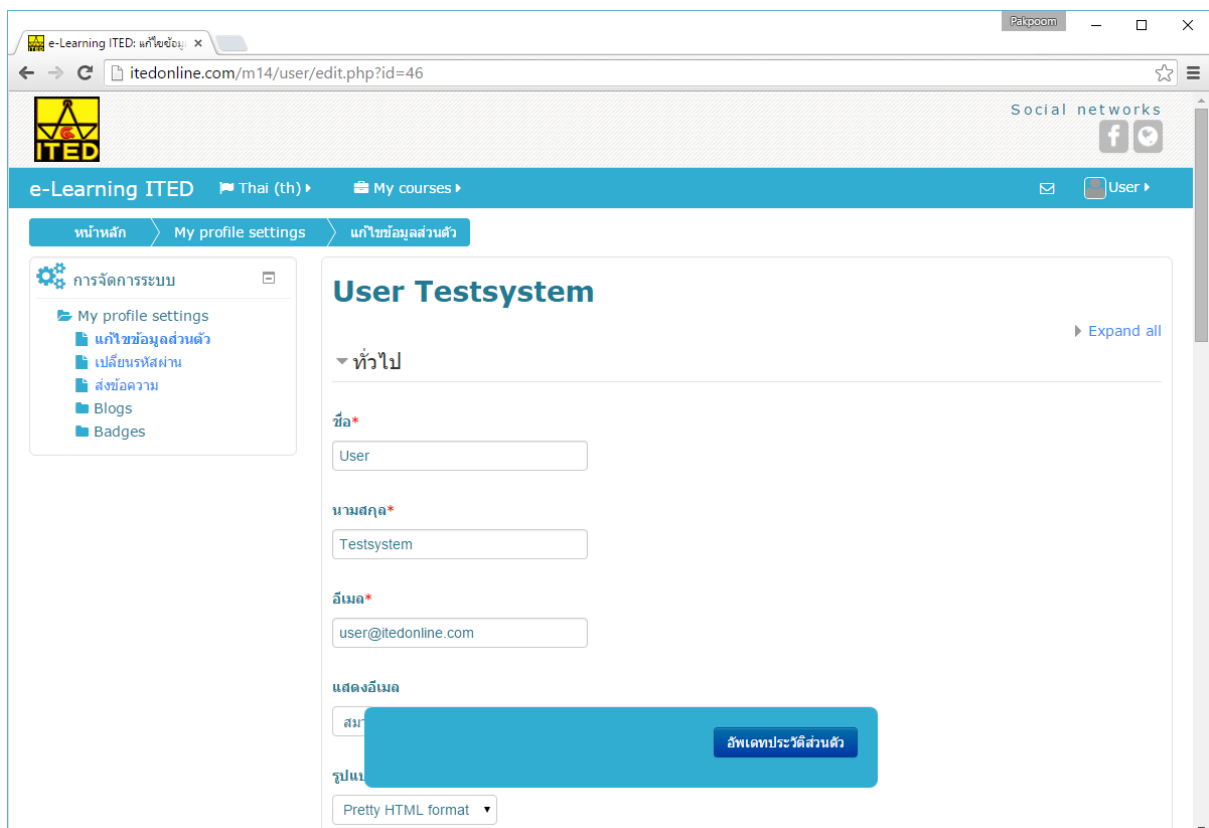 Pakpoom
e-Learning ITED: แก้ไขข้อมู
itedonline.com/m14/user/edit.php?id=46
ITED
Social networks
e-Learning ITED Thai (th) My courses User
หน้าหลัก My profile settings แก้ไขข้อมูลส่วนตัว
การจัดการระบบ
My profile settings
แก้ไขข้อมูลส่วนตัว
เปลี่ยนรหัสผ่าน
ส่งข้อความ
Blogs
Badges
User Testsystem
Expand all
ทั่วไป
ชื่อ*
User
นามสกุล*
Testsystem
อีเมล*
user@itedonline.com
แสดงอีเมล
อัพเดทประวัติส่วนตัว
Pretty HTML format